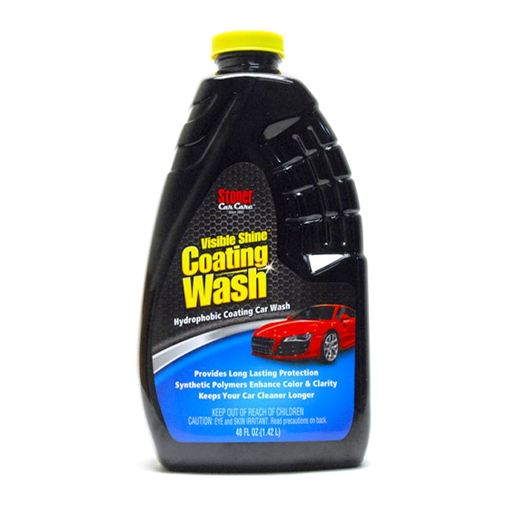 Stoner
Car Care
Visible Shine™
Coating
Wash
Hydrophobic Coating Car Wash
Provides Long Lasting Protection
Synthetic Polymers Enhance Color & Clarity
Keeps Your Car Cleaner Longer
KEEP OUT OF REACH OF CHILDREN
CAUTION: EYE and SKIN IRRITANT. Read precautions on back.
48 FL OZ (1.42 L)